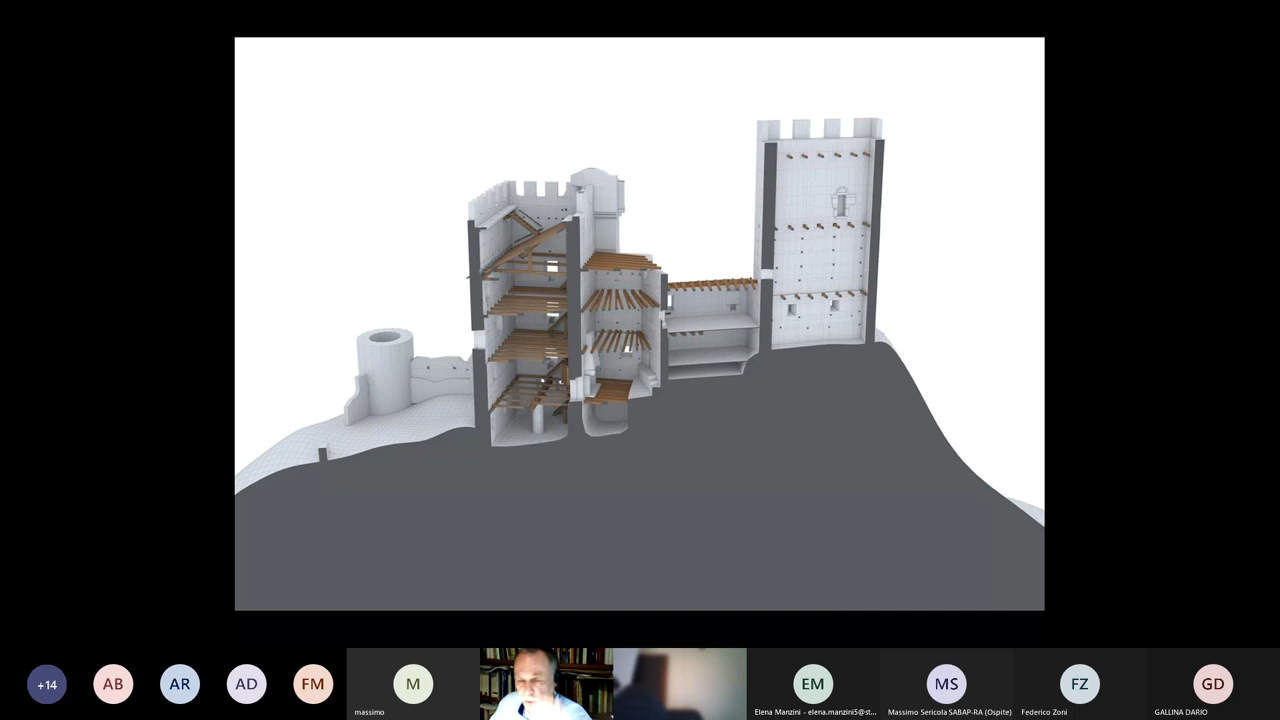 +14
AB
AR
AD
FM
M
massimo
EM
Elena Manzini - elena.manzini5@st...
MS
Massimo Sericola SABAP-RA (Ospite)
FZ
Federico Zoni
GD
GALLINA DARIO